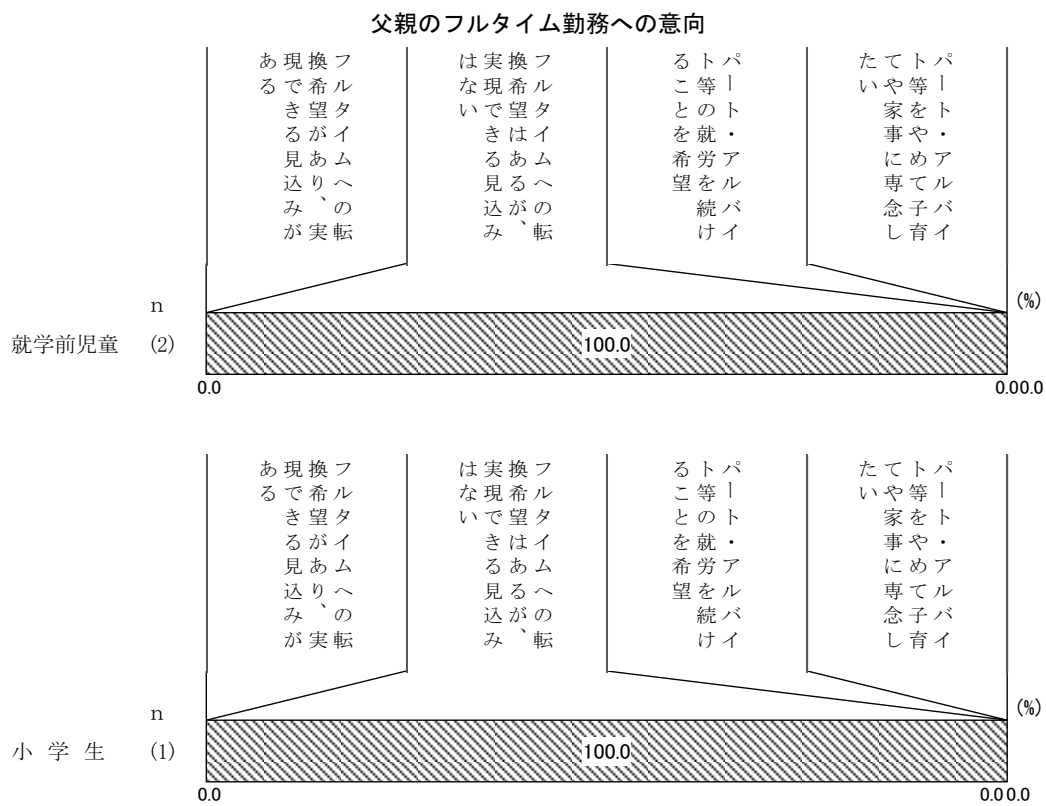 父親のフルタイム勤務への意向
フルタイムへの転
換希望があり、実
現できる見込みが
ある
フルタイムへの転
換希望はあるが、
実現できる見込み
はない
パート・アルバイ
ト等の就労を続け
ることを希望
パート・アルバイ
ト等をやめて子育
てや家事に専念し
たい
(%)
n
就学前児童 (2)
100.0
0.0 0.00.0
フルタイムへの転
換希望があり、実
現できる見込みが
ある
フルタイムへの転
換希望はあるが、
実現できる見込み
はない
パート・アルバイ
ト等の就労を続け
ることを希望
パート・アルバイ
ト等をやめて子育
てや家事に専念し
たい
(%)
n
小 学 生 (1)
100.0
0.0 0.00.0